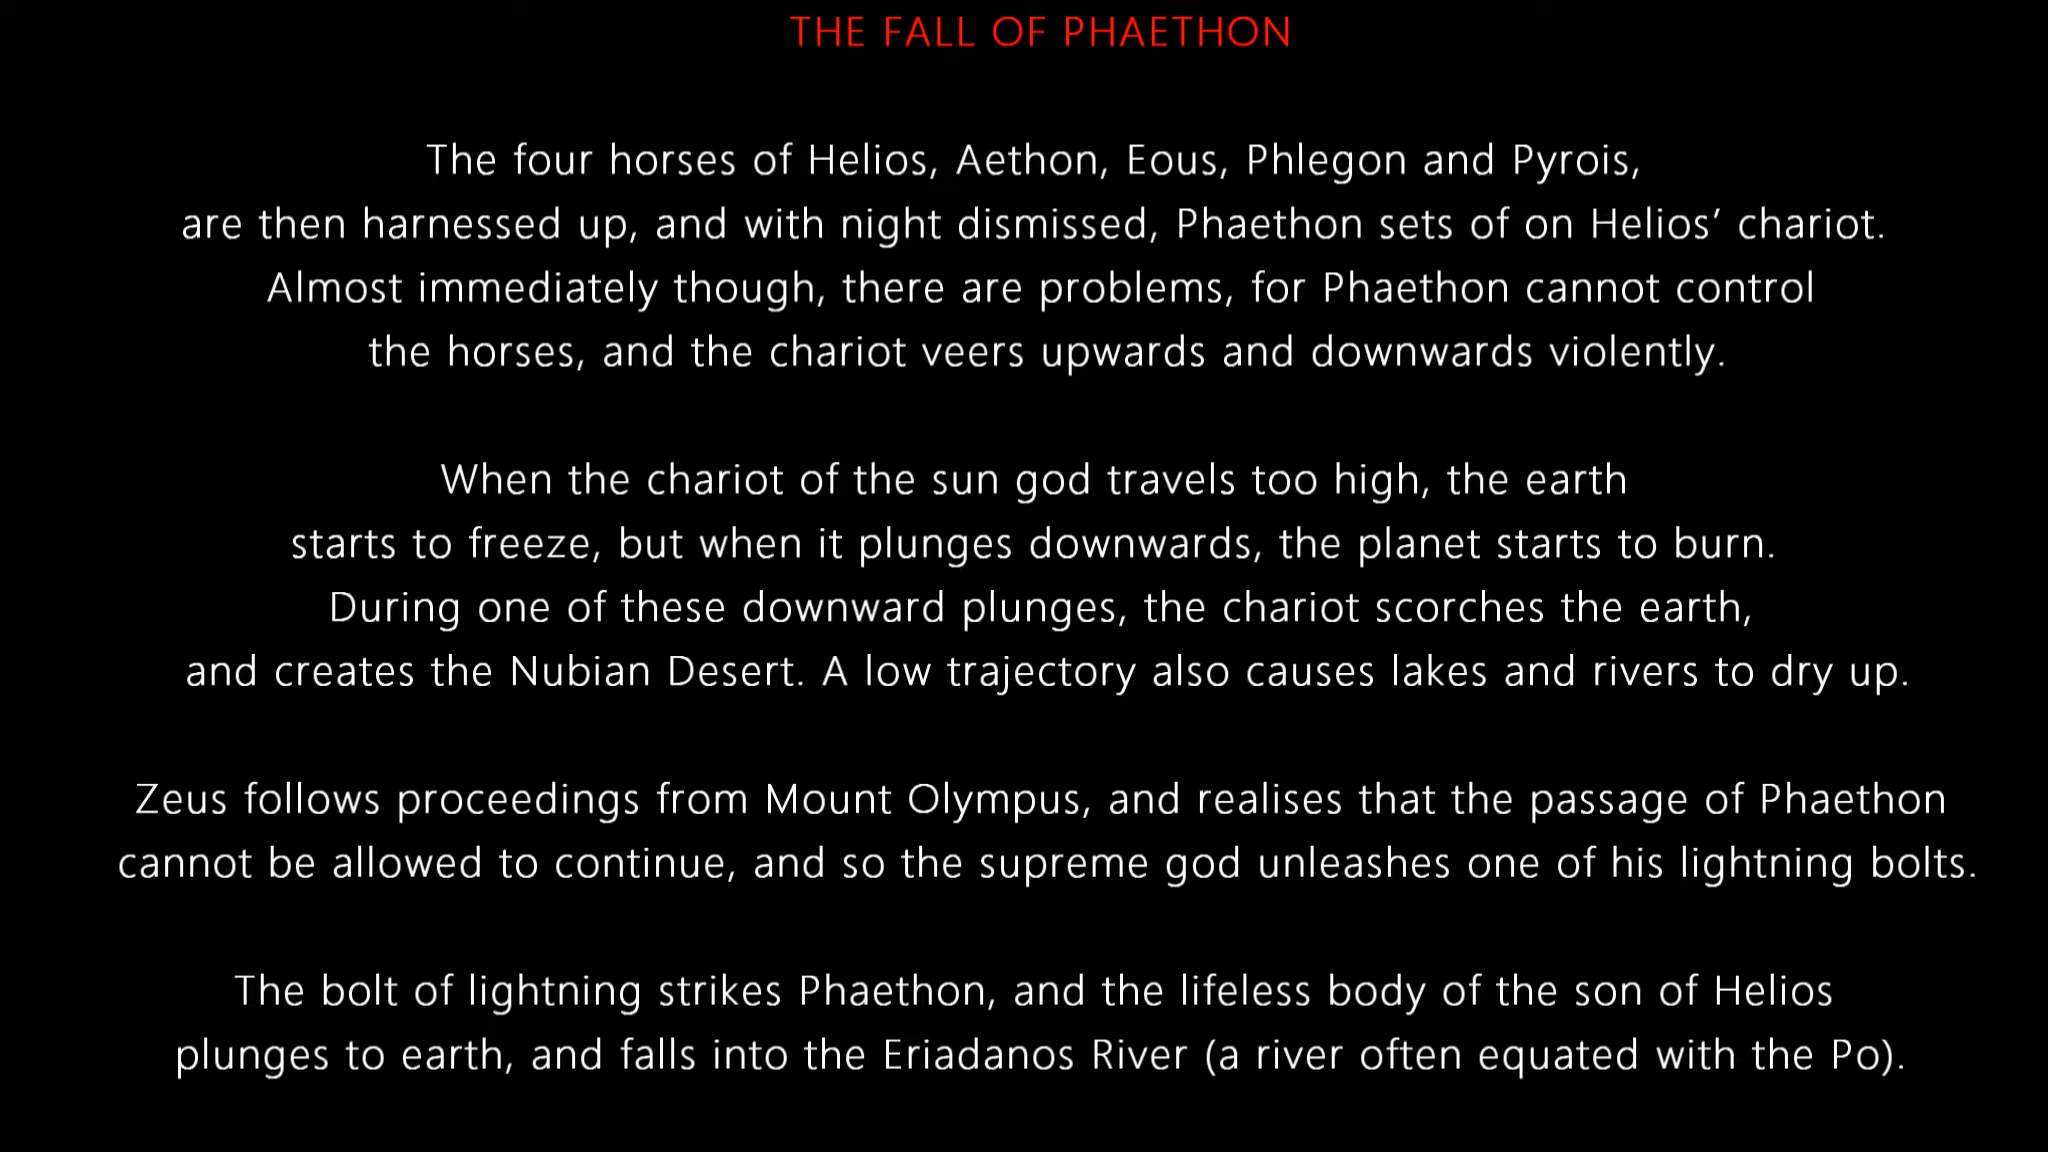 THE FALL OF PHAETHON
The four horses of Helios, Aethon, Eous, Phlegon and Pyrois,
are then harnessed up, and with night dismissed, Phaethon sets of on Helios’ chariot.
Almost immediately though, there are problems, for Phaethon cannot control
the horses, and the chariot veers upwards and downwards violently.
When the chariot of the sun god travels too high, the earth
starts to freeze, but when it plunges downwards, the planet starts to burn.
During one of these downward plunges, the chariot scorches the earth,
and creates the Nubian Desert. A low trajectory also causes lakes and rivers to dry up.
Zeus follows proceedings from Mount Olympus, and realises that the passage of Phaethon
cannot be allowed to continue, and so the supreme god unleashes one of his lightning bolts.
The bolt of lightning strikes Phaethon, and the lifeless body of the son of Helios
plunges to earth, and falls into the Eriadanos River (a river often equated with the Po).